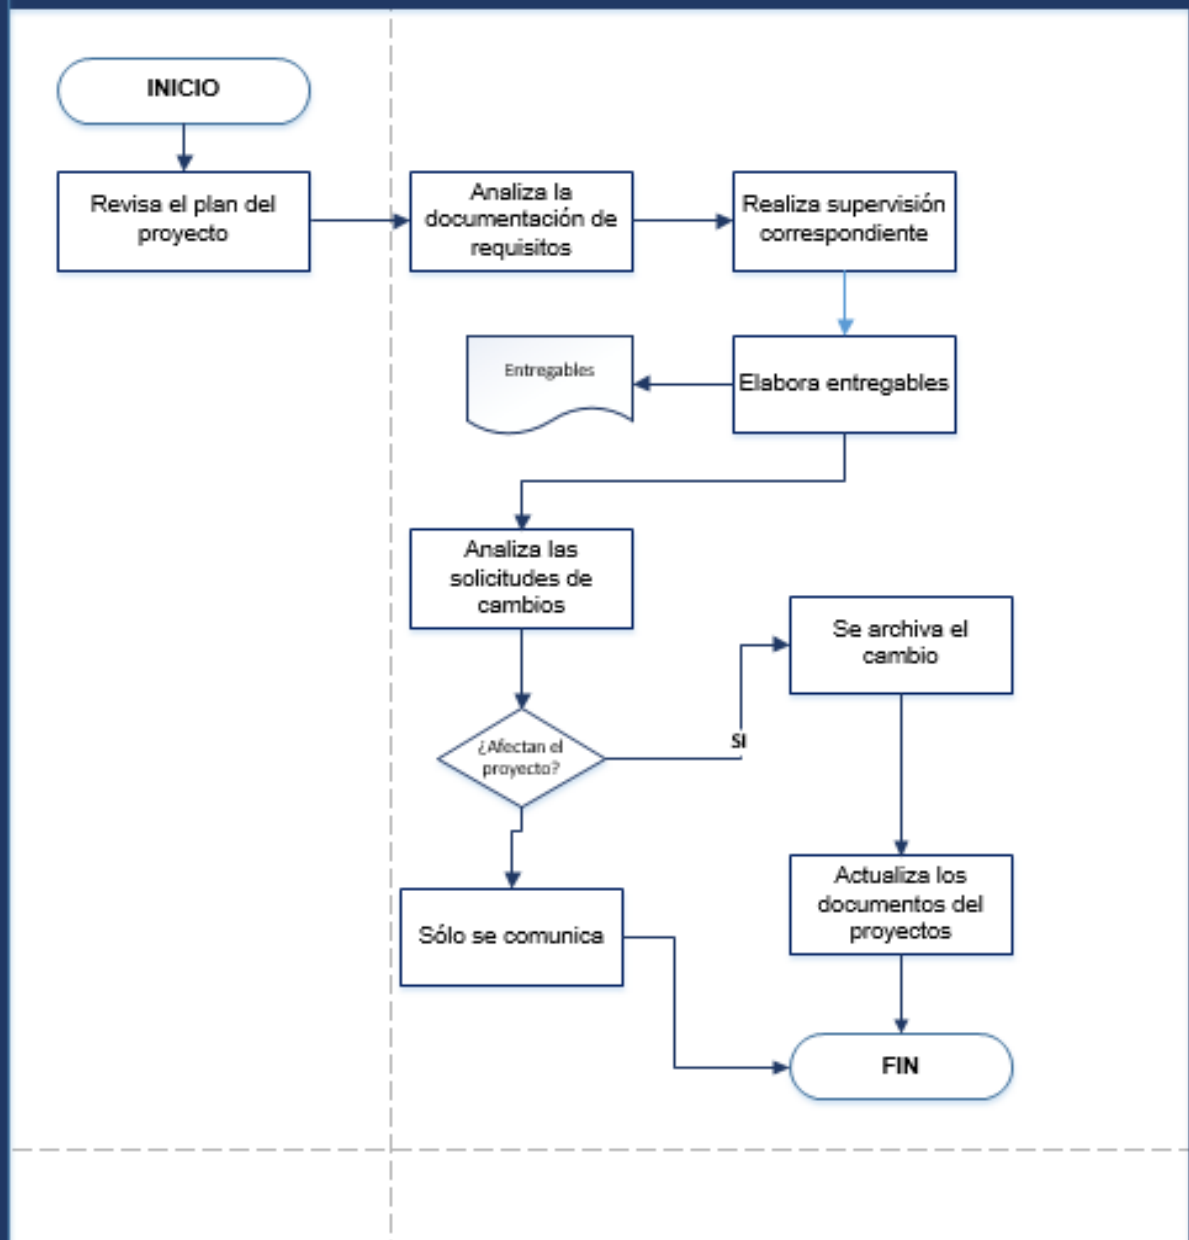 INICIO
Revisa el plan del
proyecto
Analiza la
documentación de
requisitos
Realiza supervisión
correspondiente
Entregables
Elabora entregables
Analiza las
solicitudes de
cambios
Se archiva el
cambio
¿Afectan el
proyecto?
SI
Sólo se comunica
Actualiza los
documentos del
proyectos
FIN